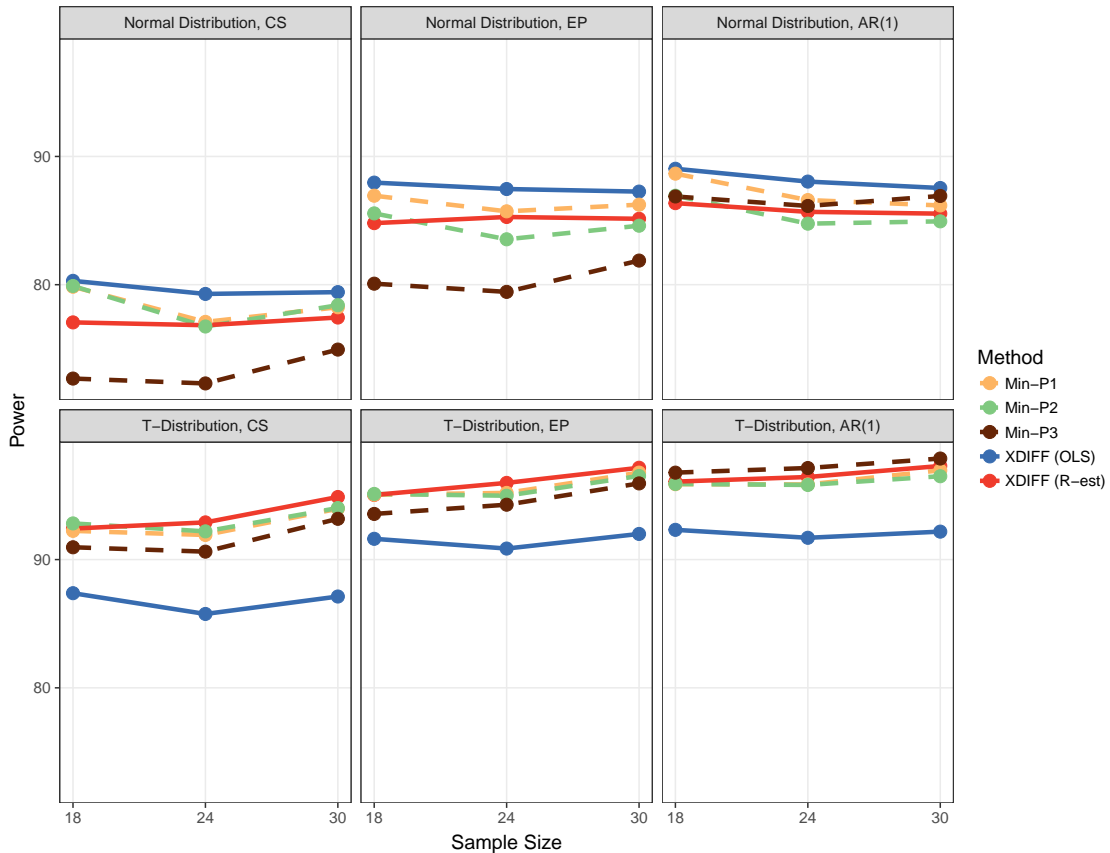 Normal Distribution, CS
Normal Distribution, EP
Normal Distribution, AR(1)
90
80
T−Distribution, CS
T−Distribution, EP
T−Distribution, AR(1)
90
80
18
24
30
18
24
30
18
24
30
Power
Sample Size
Method
Min−P1
Min−P2
Min−P3
XDIFF (OLS)
XDIFF (R−est)